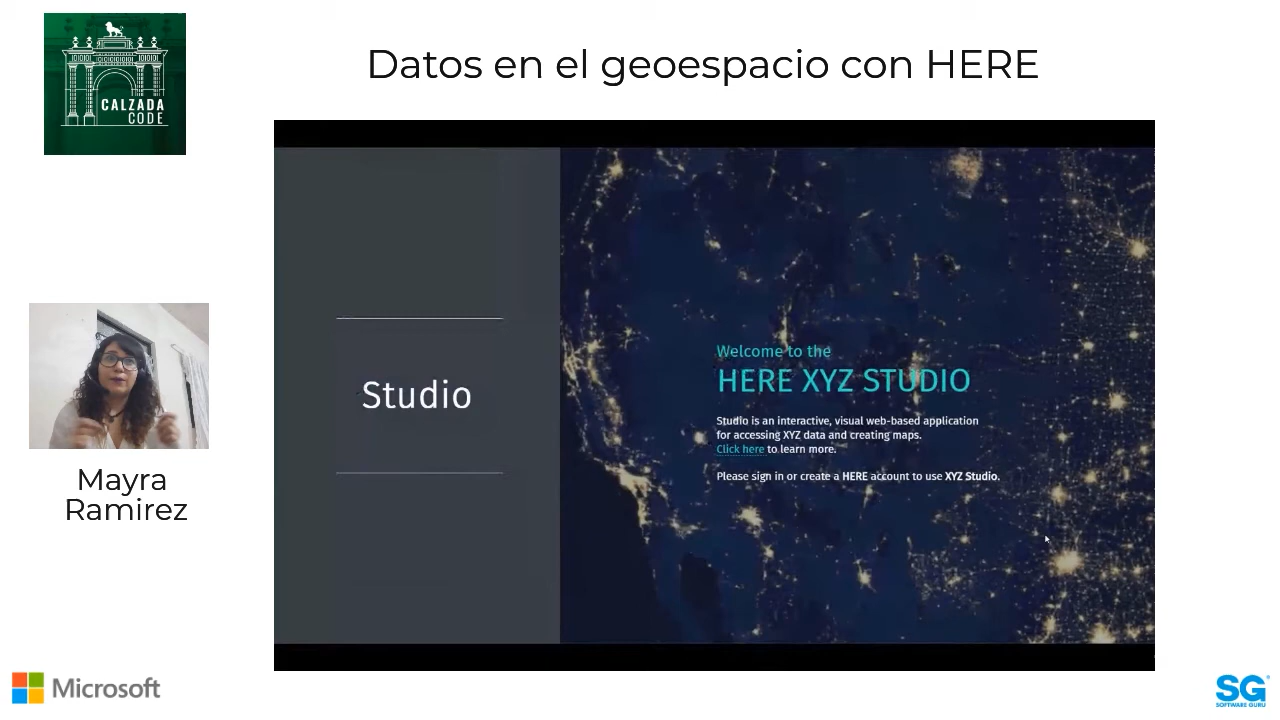 CALZADA
CODE
Datos en el geoespacio con HERE
Studio
Welcome to the
HERE XYZ STUDIO
Studio is an interactive, visual web-based application
for accessing XYZ data and creating maps.
Click here to learn more.
Please sign in or create a HERE account to use XYZ Studio.
Mayra
Ramirez
Microsoft
SG
SOFTWARE GURU